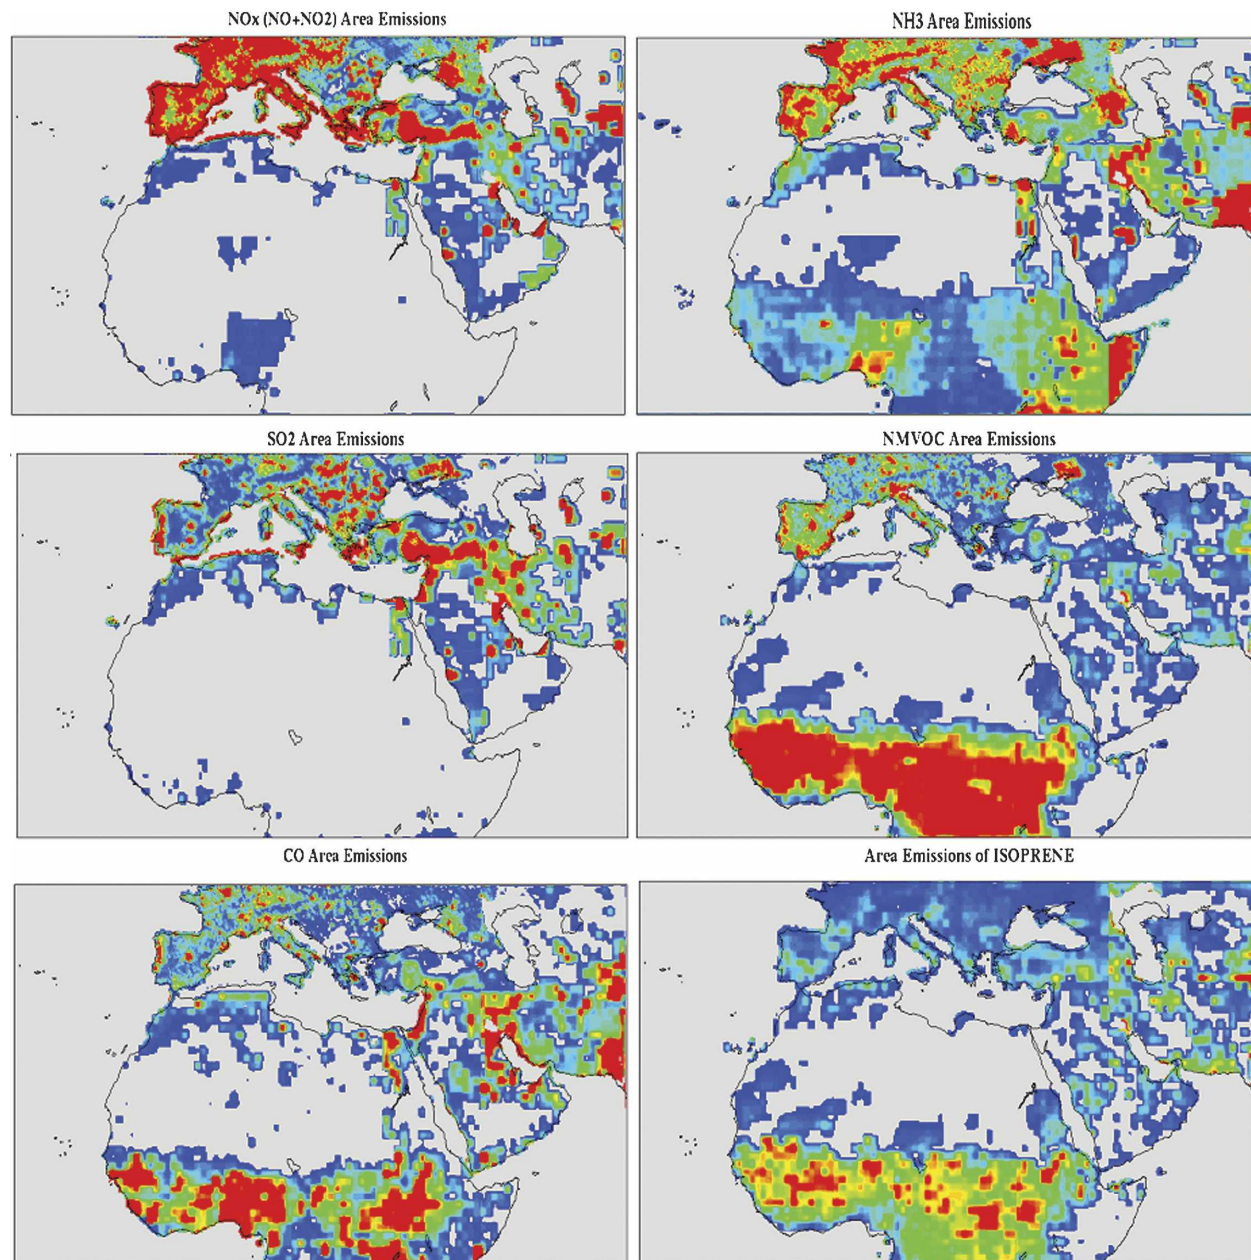 NOx (NO+NO2) Area Emissions
NH3 Area Emissions
SO2 Area Emissions
NMVOC Area Emissions
CO Area Emissions
Area Emissions of ISOPRENE